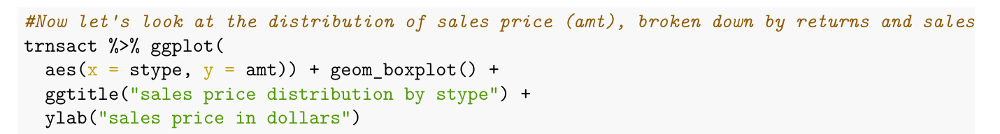 #Now let's look at the distribution of sales price (amt), broken down by returns and sales
trnsact %>% ggplot(
  aes(x = stype, y = amt)) + geom_boxplot() +
  ggtitle("sales price distribution by stype") +
  ylab("sales price in dollars")